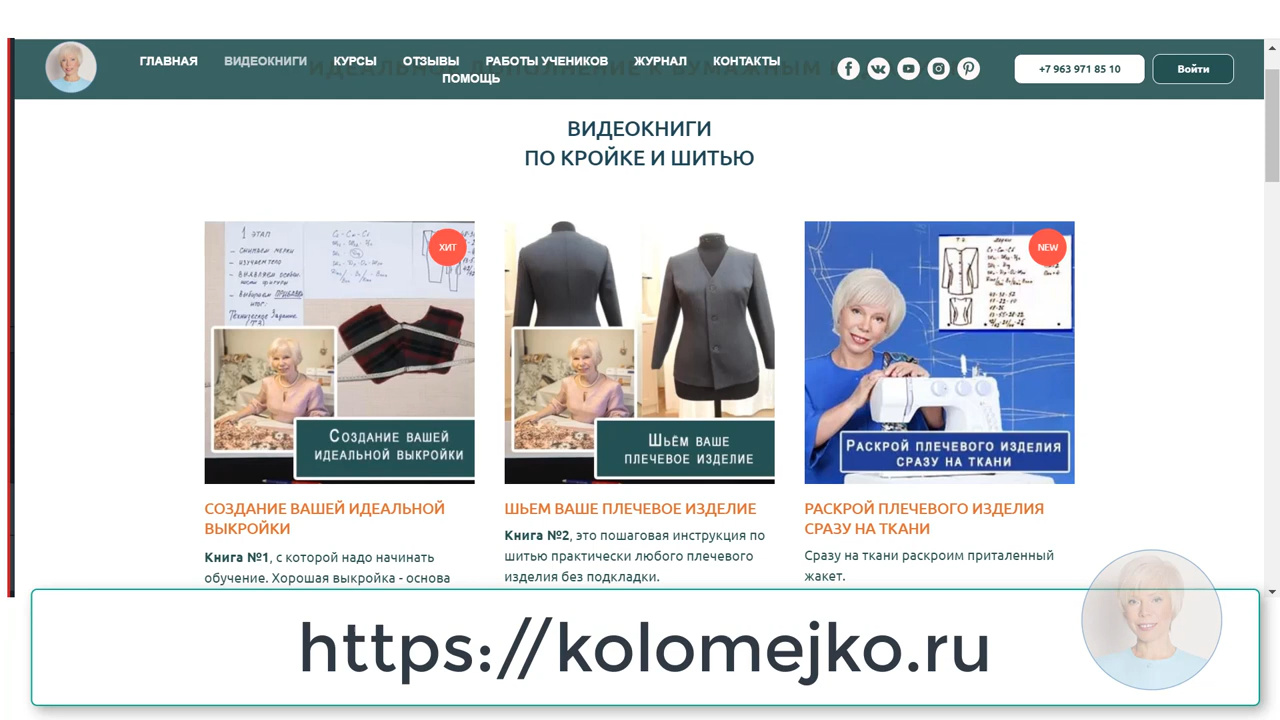 ГЛАВНАЯ ВИДЕОКНИГИ КУРСЫ ОТЗЫВЫ РАБОТЫ УЧЕНИКОВ ЖУРНАЛ КОНТАКТЫ
ПОМОЩЬ
+7 963 971 85 10
Войти
ВИДЕОКНИГИ
ПО КРОЙКЕ И ШИТЬЮ
1 ЭТАП
ХИТ
СОЗДАНИЕ ВАШЕЙ
ИДЕАЛЬНОЙ ВЫКРОЙКИ
ШЬЁМ ВАШЕ
ПЛЕЧЕВОЕ ИЗДЕЛИЕ
NEW
РАСКРОЙ ПЛЕЧЕВОГО ИЗДЕЛИЯ
СРАЗУ НА ТКАНИ
СОЗДАНИЕ ВАШЕЙ ИДЕАЛЬНОЙ
ВЫКРОЙКИ
Книга №1, с которой надо начинать
обучение. Хорошая выкройка - основа
ШЬЕМ ВАШЕ ПЛЕЧЕВОЕ ИЗДЕЛИЕ
Книга №2, это пошаговая инструкция по
шитью практически любого плечевого
изделия без подкладки.
РАСКРОЙ ПЛЕЧЕВОГО ИЗДЕЛИЯ
СРАЗУ НА ТКАНИ
Сразу на ткани раскроим приталенный
жакет.
https://kolomejko.ru